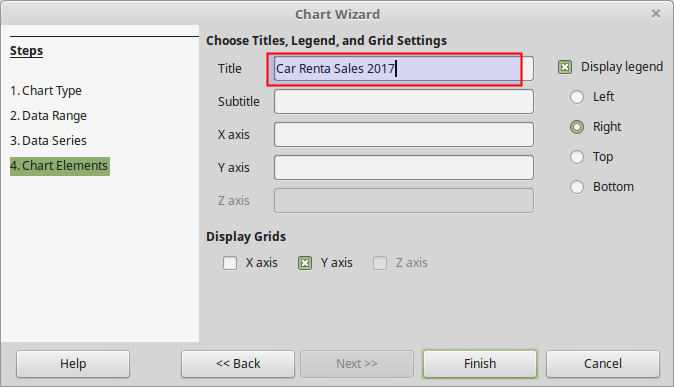 Chart Wizard
Steps
1. Chart Type
2. Data Range
3. Data Series
4. Chart Elements
Choose Titles, Legend, and Grid Settings
Title Car Renta Sales 2017
Subtitle
X axis
Y axis
Z axis
Display legend
Left
Right
Top
Bottom
Display Grids
X axis Y axis Z axis
Help << Back Next >> Finish Cancel